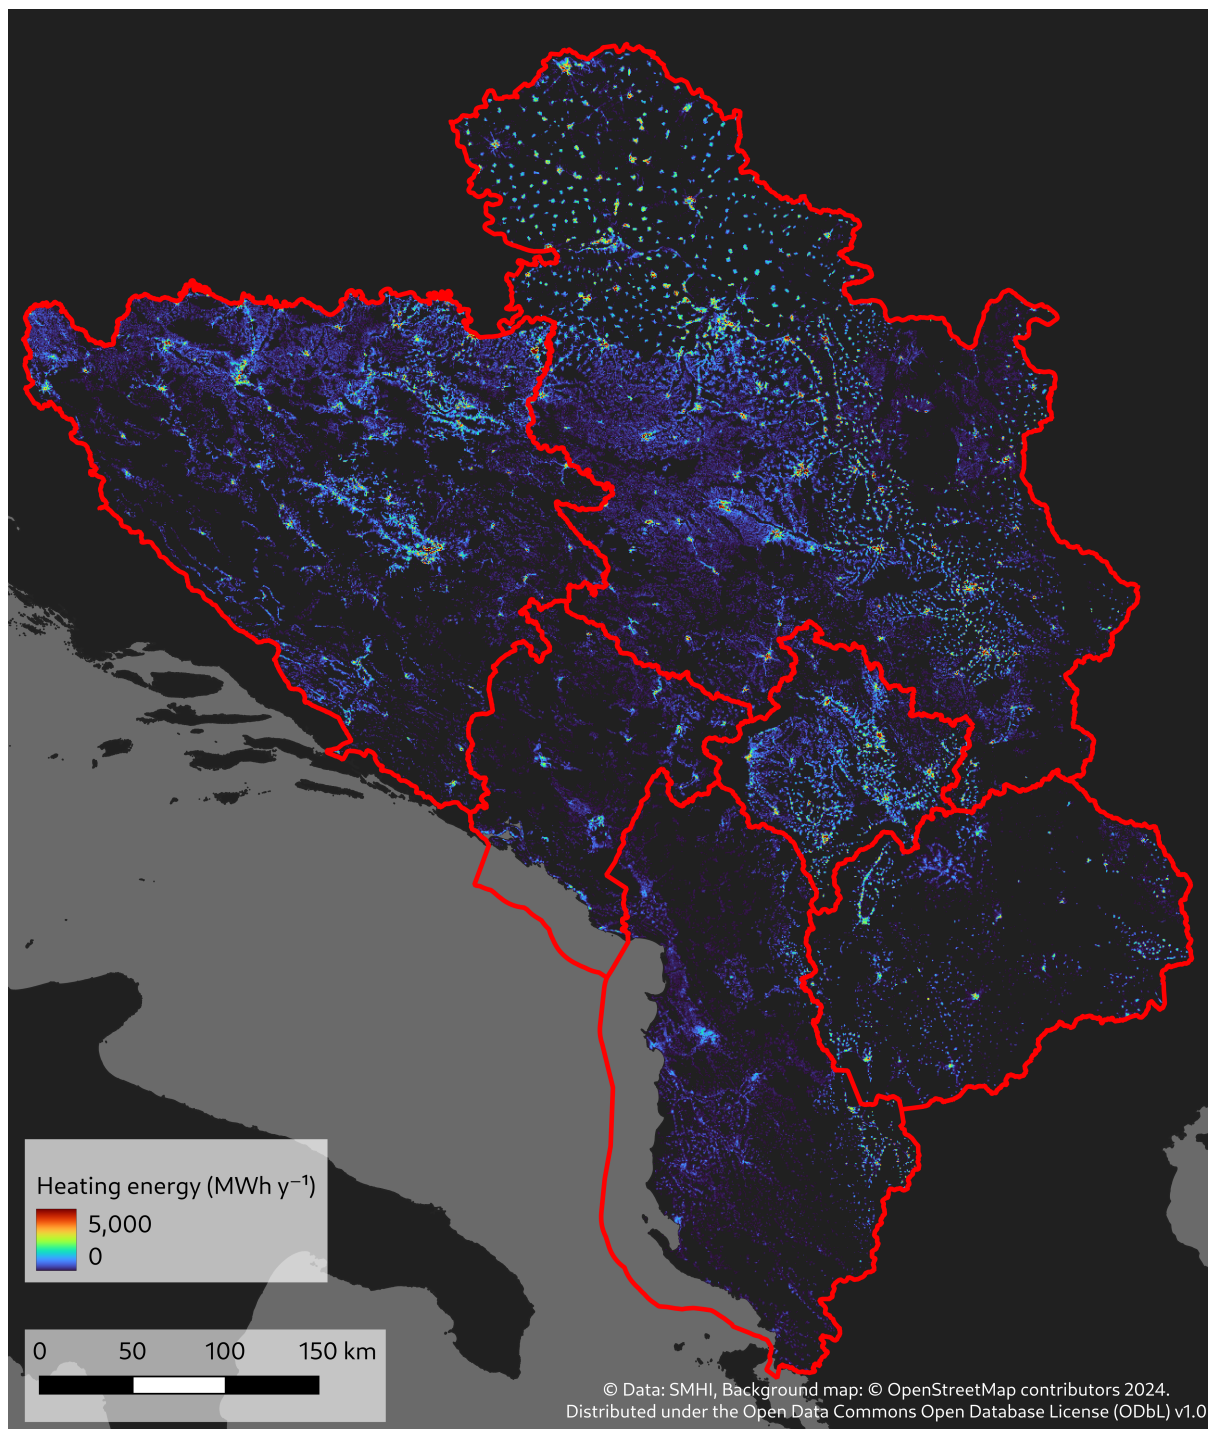 Heating energy (MWh y⁻¹)
5,000
0
0 50 100 150 km
© Data: SMHI, Background map: © OpenStreetMap contributors 2024.
Distributed under the Open Data Commons Open Database License (ODbL) v1.0